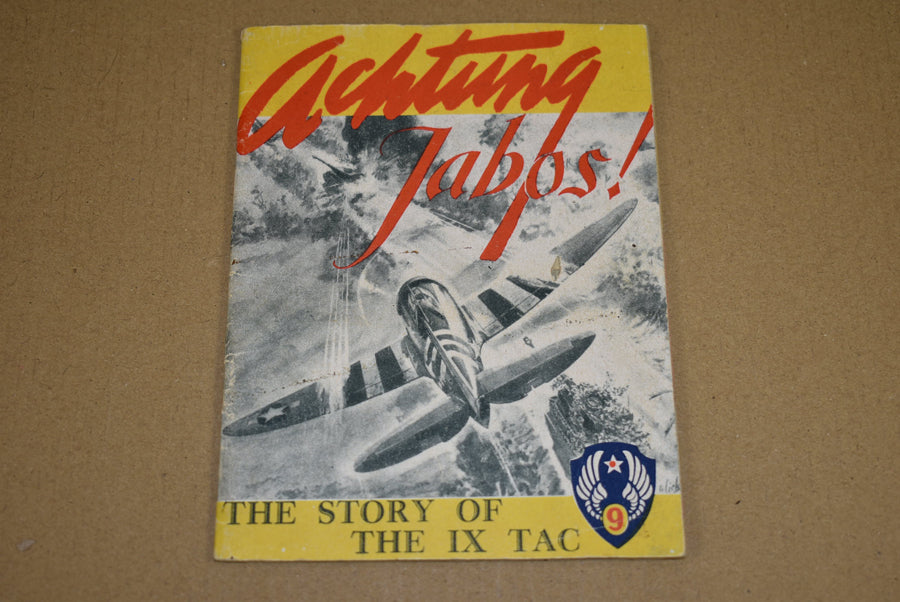 Achtung
Jabos!
THE STORY OF
THE IX TAC
9